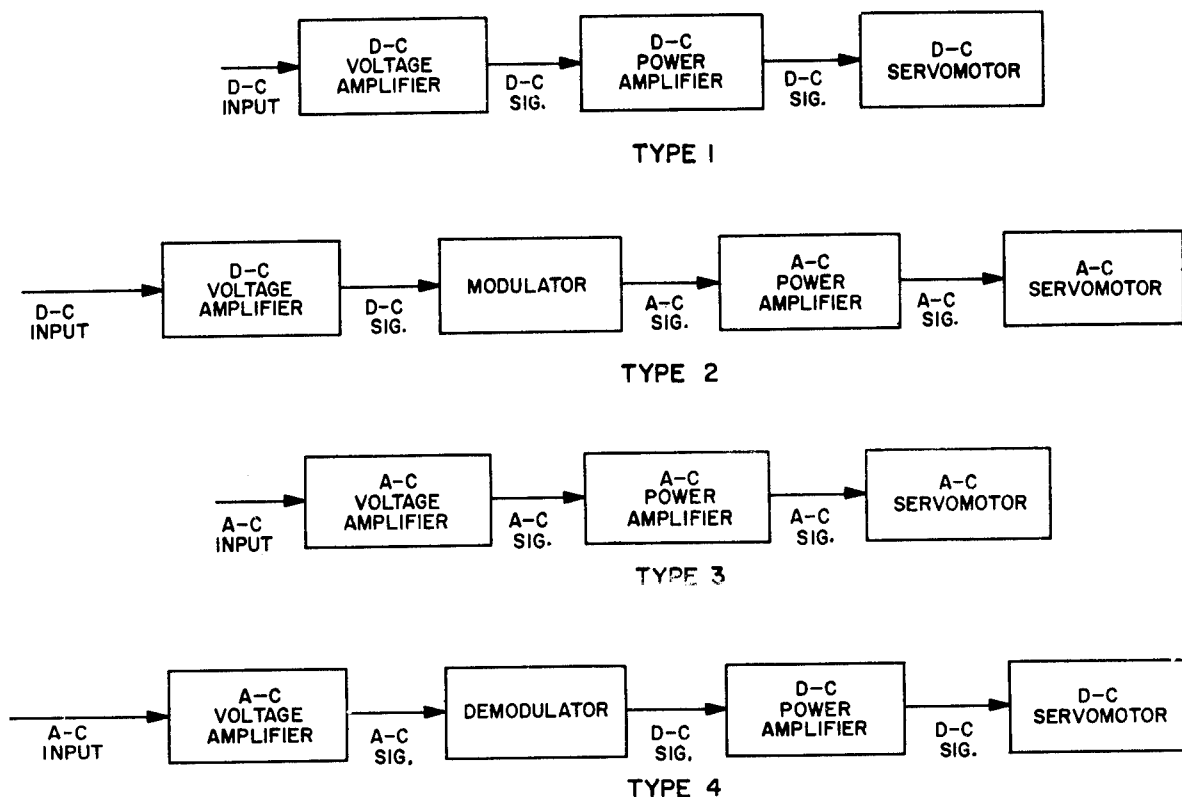 D-C
VOLTAGE
AMPLIFIER
D-C
POWER
AMPLIFIER
D-C
SERVOMOTOR
D-C
INPUT
D-C
SIG.
D-C
SIG.
TYPE 1
D-C
VOLTAGE
AMPLIFIER
MODULATOR
A-C
POWER
AMPLIFIER
A-C
SERVOMOTOR
D-C
INPUT
D-C
SIG.
A-C
SIG.
A-C
SIG.
TYPE 2
A-C
VOLTAGE
AMPLIFIER
A-C
POWER
AMPLIFIER
A-C
SERVOMOTOR
A-C
INPUT
A-C
SIG.
A-C
SIG.
TYPE 3
A-C
VOLTAGE
AMPLIFIER
DEMODULATOR
D-C
POWER
AMPLIFIER
D-C
SERVOMOTOR
A-C
INPUT
A-C
SIG.
D-C
SIG.
D-C
SIG.
TYPE 4